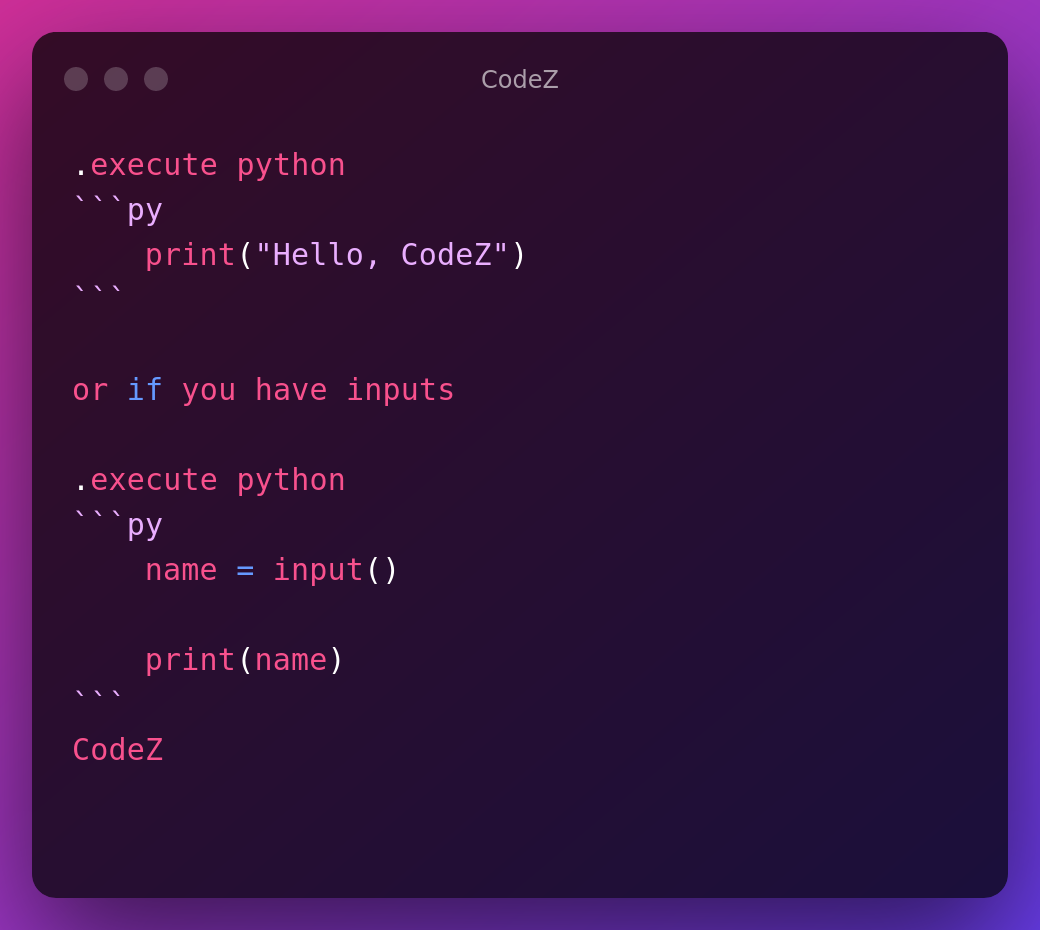 CodeZ
.execute python
```py
    print("Hello, CodeZ")
```
or if you have inputs
.execute python
```py
    name = input()
    print(name)
```
CodeZ